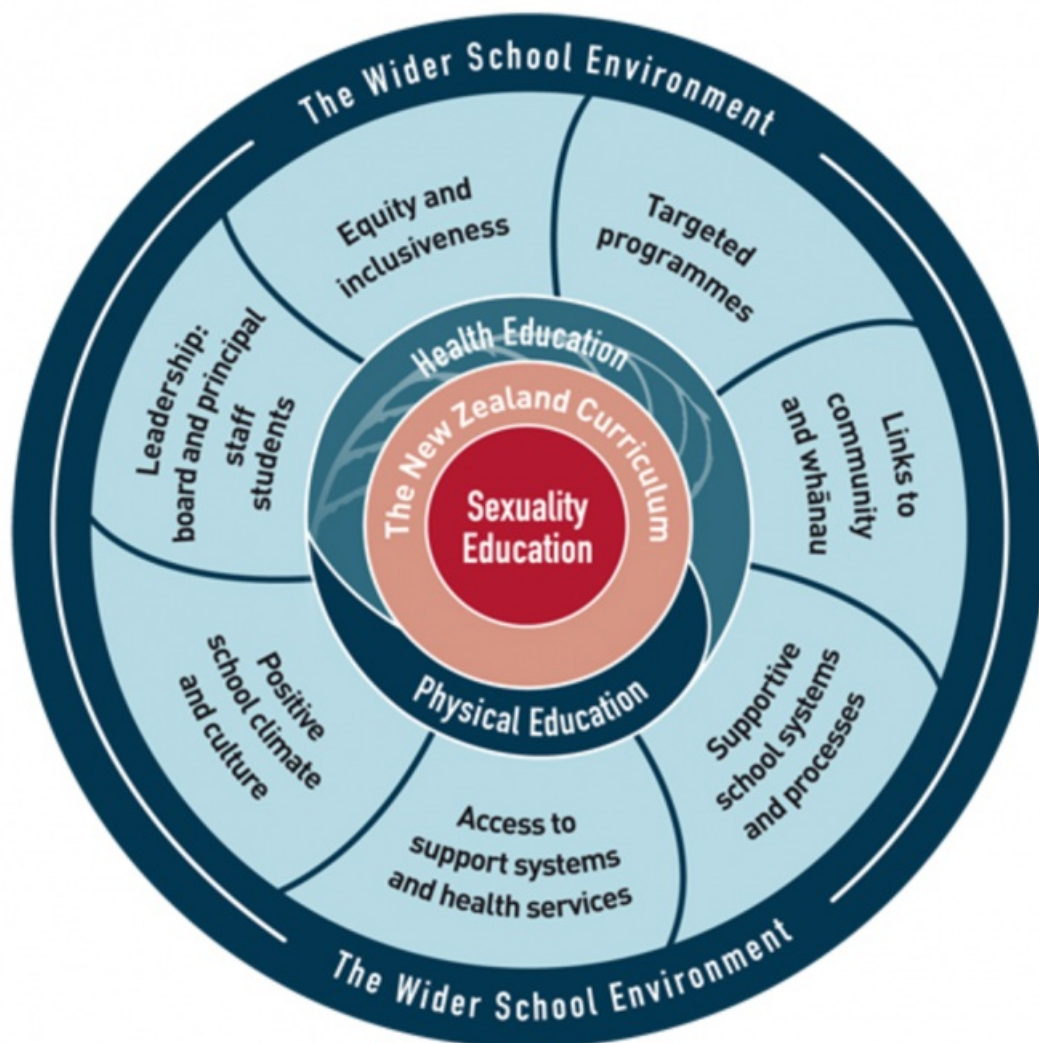 The Wider School Environment
Equity and
inclusiveness
Targeted
programmes
Links to
community
and whānau
Supportive
school systems
and processes
Access to
support systems
and health services
Positive
school climate
and culture
Leadership:
board and principal
staff
students
Health Education
The New Zealand Curriculum
Sexuality
Education
Physical Education
The Wider School Environment